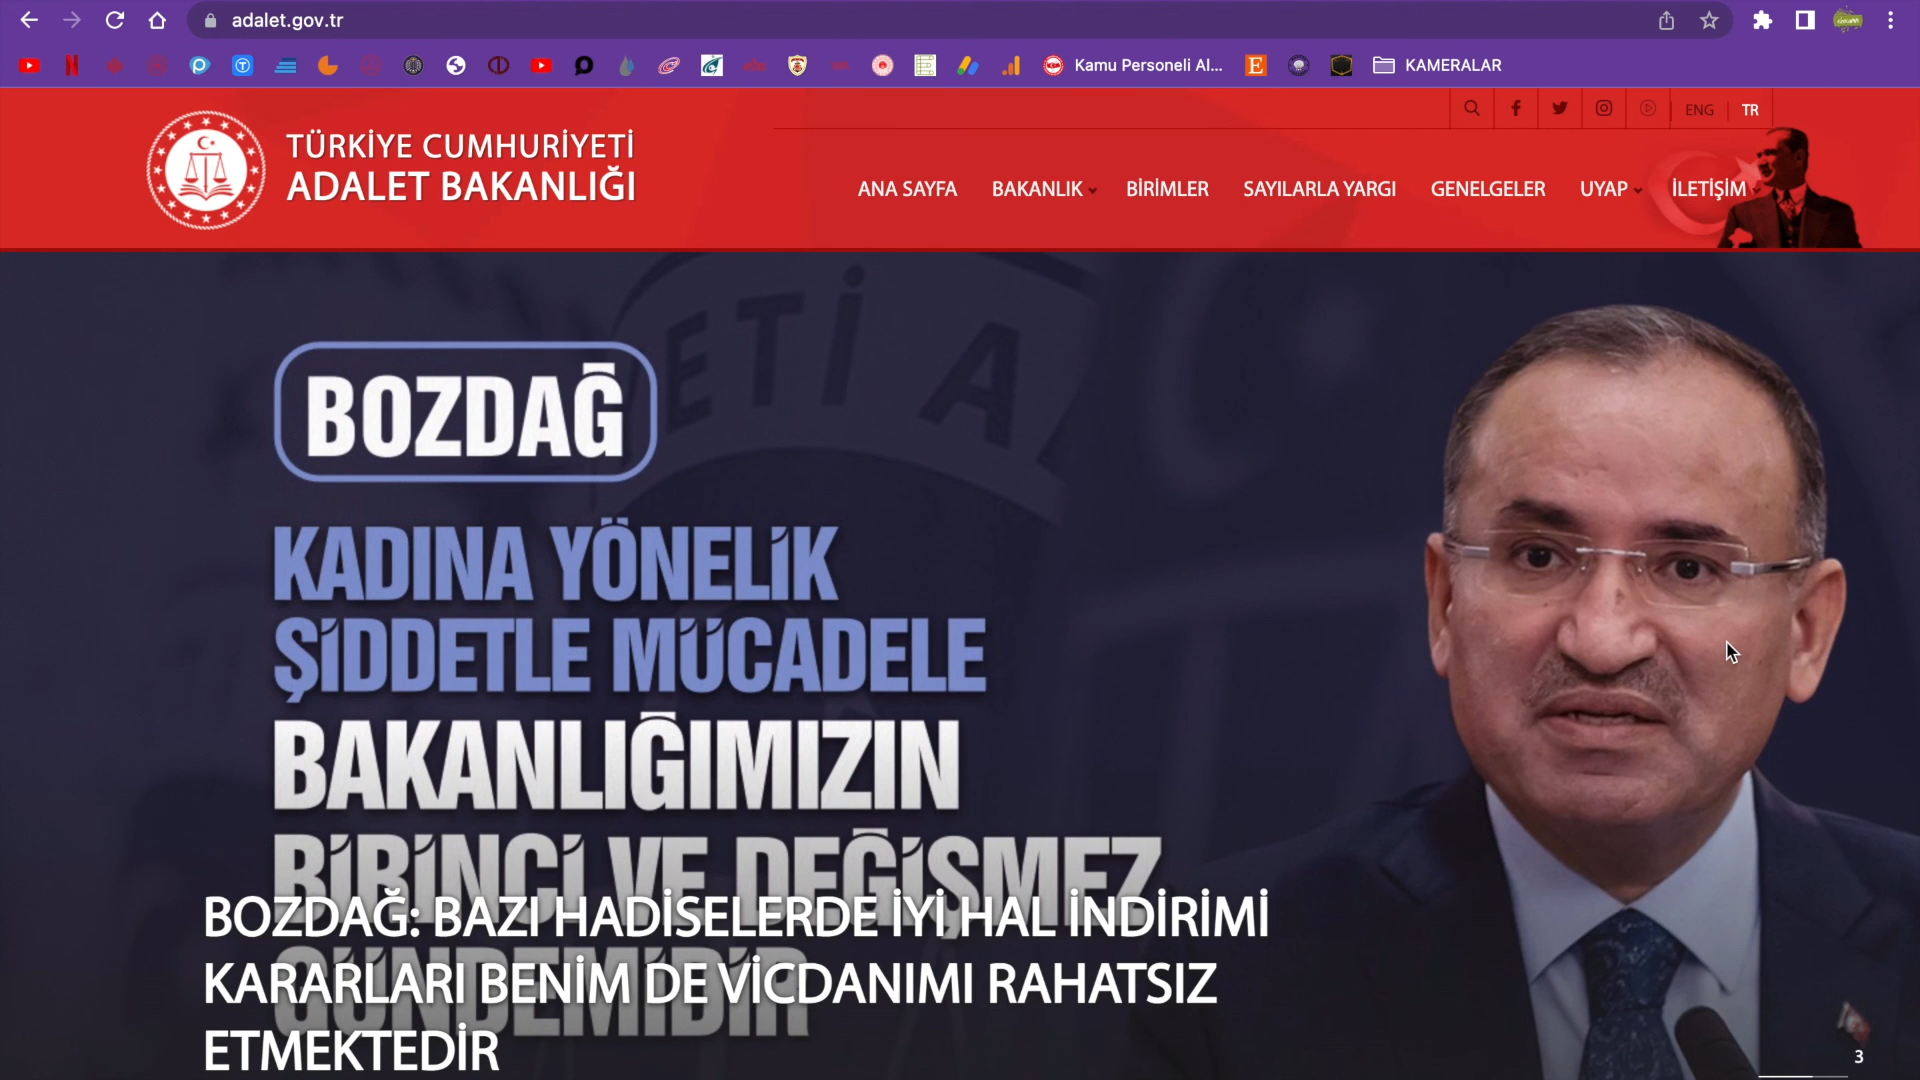 adalet.gov.tr
Kamu Personeli Al...
KAMERALAR
ENG
TR
TÜRKİYE CUMHURİYETİ
ADALET BAKANLIĞI
ANA SAYFA
BAKANLIK
BİRİMLER
SAYILARLA YARGI
GENELGELER
UYAP
İLETİŞİM
ETİ A
BOZDAĞ
KADINA YÖNELİK
ŞİDDETLE MÜCADELE
BAKANLIĞIMIZIN
BİRİNCİ VE DEĞİŞMEZ
GÜNDEMİDİR
BOZDAĞ: BAZI HADİSELERDE İYİ HAL İNDİRİMİ
KARARLARI BENİM DE VİCDANIMI RAHATSIZ
ETMEKTEDİR
3